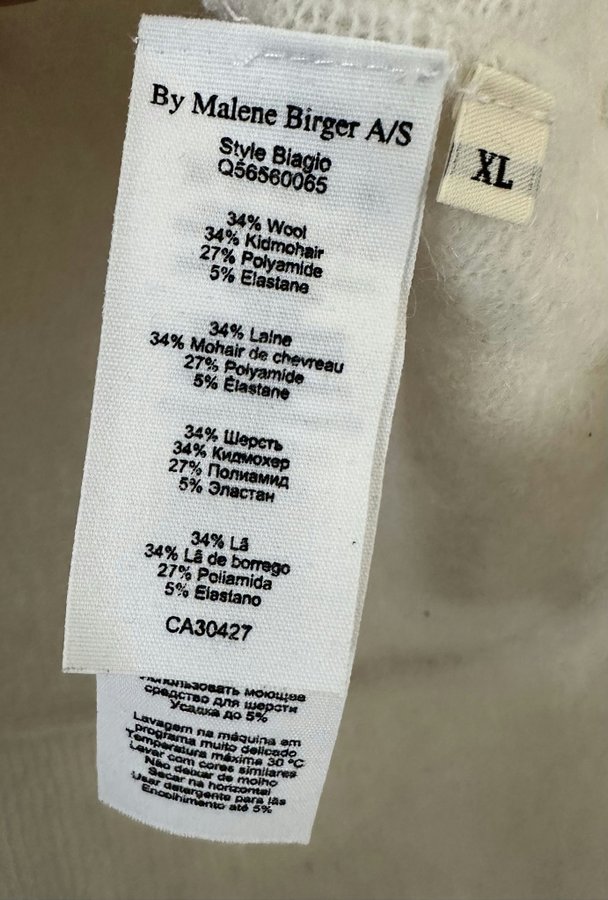 By Malene Birger A/S
Style Biagio
Q56560065
34% Wool
34% Kidmohair
27% Polyamide
5% Elastane
34% Laine
34% Mohair de chevreau
27% Polyamide
5% Élastane
34% Шерсть
34% Кидмохер
27% Полиамид
5% Эластан
34% Lã
34% Lã de borrego
27% Poliamida
5% Elastano
CA30427
XL
Использовать моющее
средство для шерсти
Усадка до 5%
Lavagem na máquina em
programa muito delicado
Temperatura máxima 30 °C
Lavar com cores similares
Não deixar de molho
Secar na horizontal
Usar detergente para lãs
Encolhimento até 5%